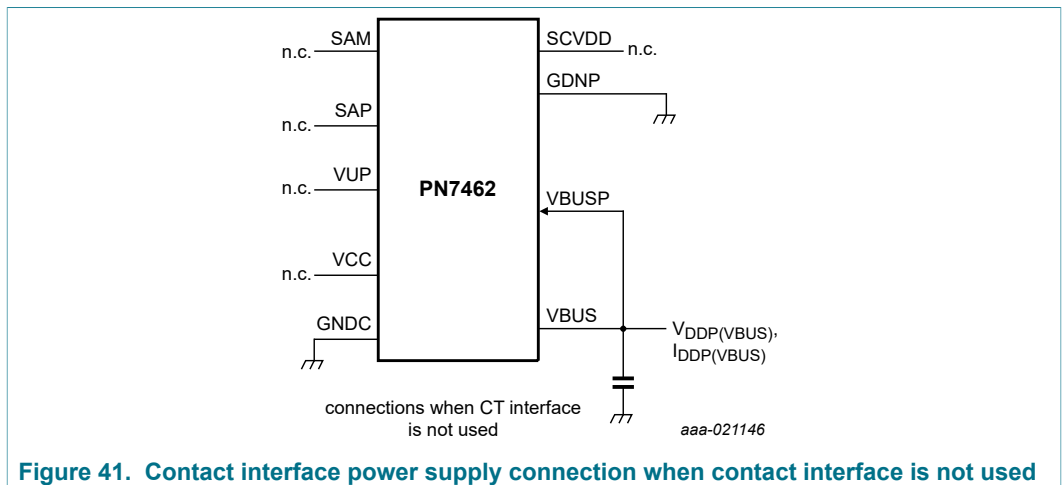 SAM
n.c.
SCVDD
n.c.
GDNP
SAP
n.c.
VUP
n.c.
PN7462
VBUSP
VCC
n.c.
GNDC
VBUS
VDDP(VBUS),
IDDP(VBUS)
connections when CT interface
is not used
aaa-021146
Figure 41. Contact interface power supply connection when contact interface is not used